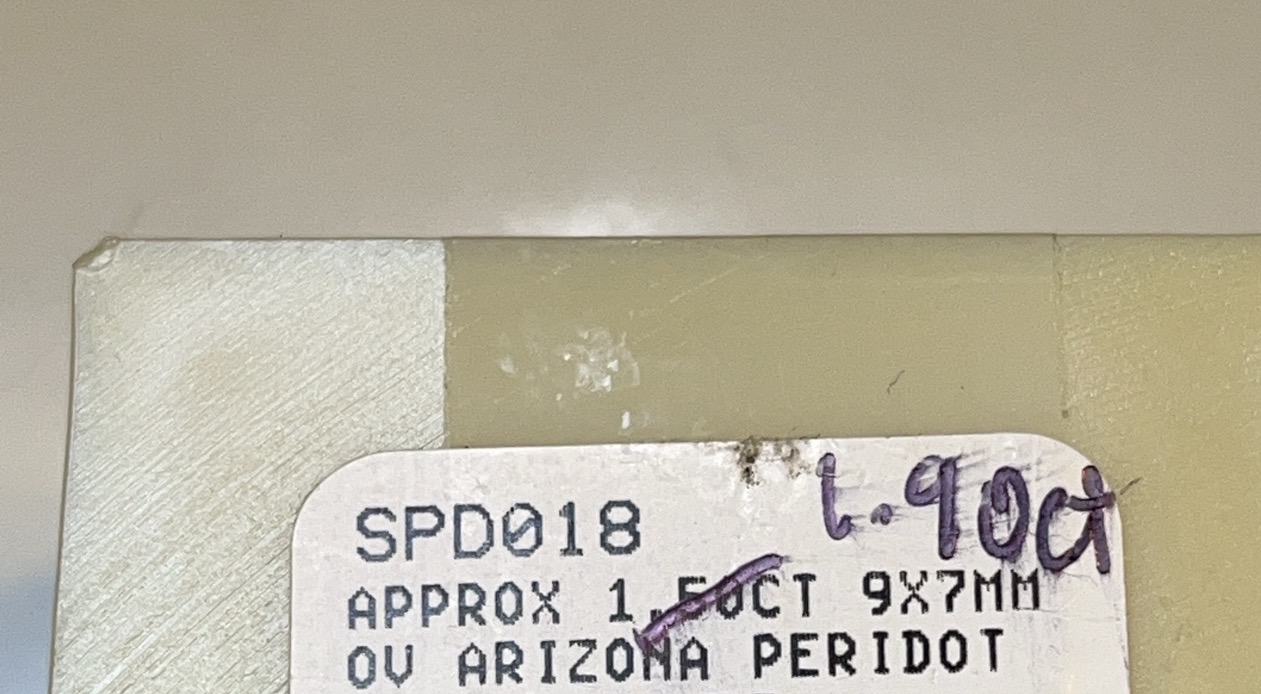 SPD018 1.90ct
APPROX 1.50CT 9X7MM
OV ARIZONA PERIDOT